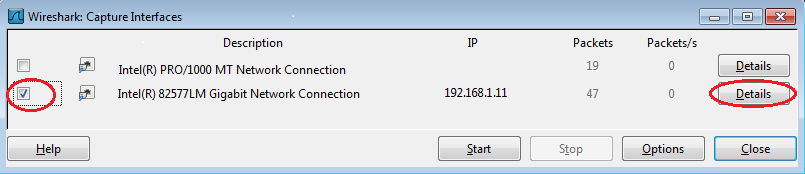 Wireshark: Capture Interfaces
Description IP Packets Packets/s
Intel(R) PRO/1000 MT Network Connection 19 0 Details
Intel(R) 82577LM Gigabit Network Connection 192.168.1.11 47 0 Details
Help Start Stop Options Close